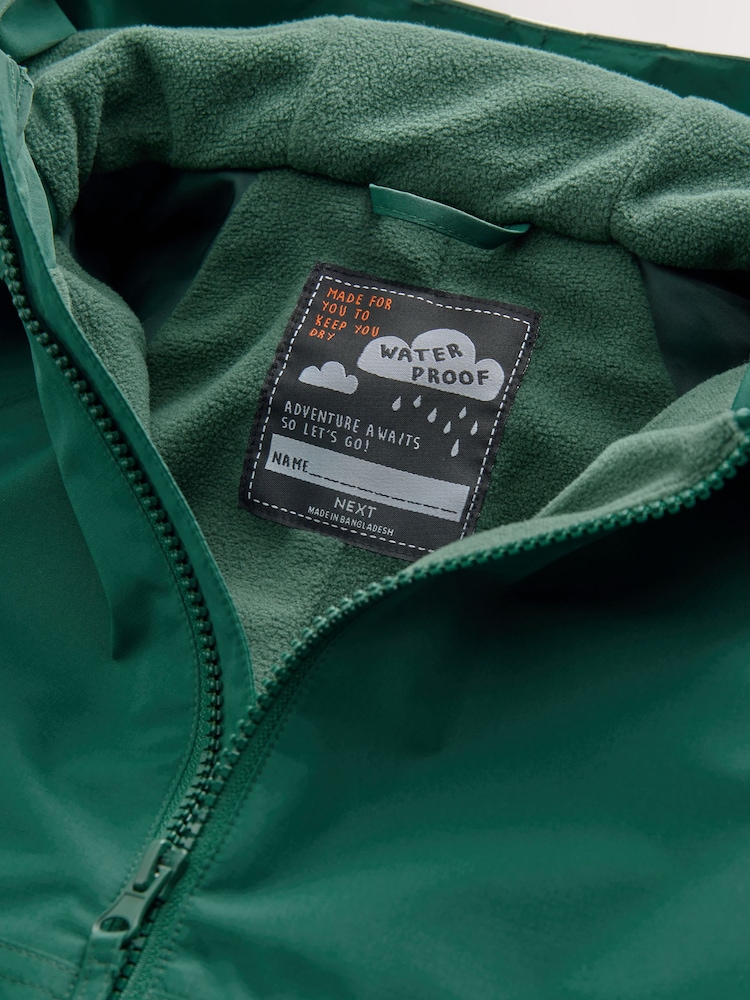 MADE FOR
YOU TO
KEEP YOU
DRY
WATER
PROOF
ADVENTURE AWAITS
SO LET'S GO!
NAME
NEXT
MADE IN BANGLADESH